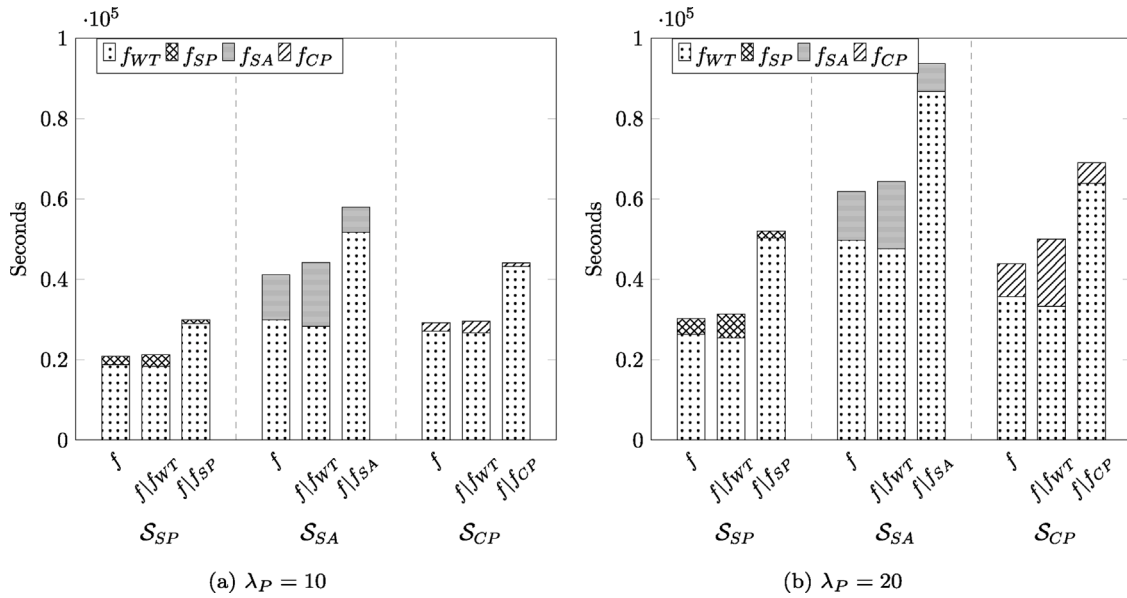 ·10^5
1
0.8
0.6
0.4
0.2
0
Seconds
f_WT f_SP f_SA f_CP
f f|f_WT f|f_SP f f|f_WT f|f_SA f f|f_WT f|f_CP
S_SP S_SA S_CP
(a) λ_P = 10
·10^5
1
0.8
0.6
0.4
0.2
0
Seconds
f_WT f_SP f_SA f_CP
f f|f_WT f|f_SP f f|f_WT f|f_SA f f|f_WT f|f_CP
S_SP S_SA S_CP
(b) λ_P = 20